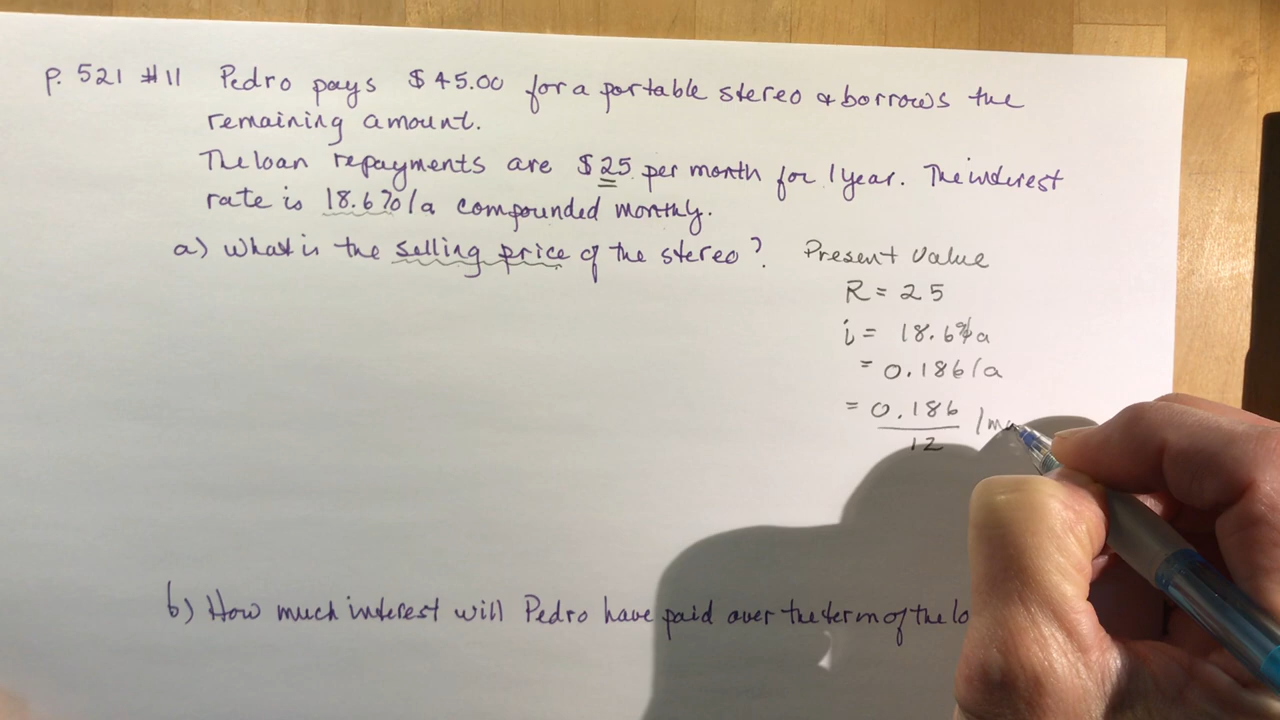 p. 521 #11 Pedro pays $45.00 for a portable stereo & borrows the
remaining amount.
The loan repayments are $25 per month for 1 year. The interest
rate is 18.6%/a compounded monthly.
a) What is the selling price of the stereo?
Present Value
R = 25
i = 18.6%/a
= 0.186/a
= 0.186
12
b) How much interest will Pedro have paid over the term of the